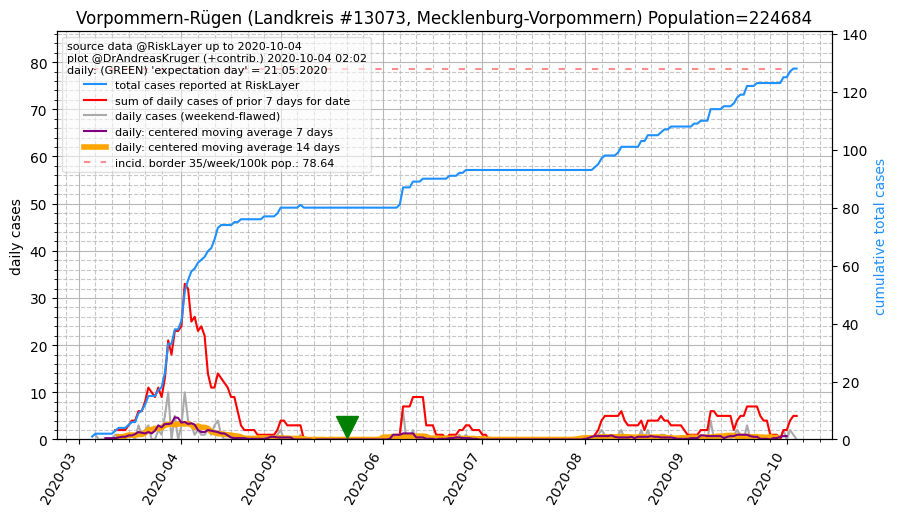 Vorpommern-Rügen (Landkreis #13073, Mecklenburg-Vorpommern) Population=224684
source data @RiskLayer up to 2020-10-04
plot @DrAndreasKruger (+contrib.) 2020-10-04 02:02
daily: (GREEN) 'expectation day' = 21.05.2020
total cases reported at RiskLayer
sum of daily cases of prior 7 days for date
daily cases (weekend-flawed)
daily: centered moving average 7 days
daily: centered moving average 14 days
incid. border 35/week/100k pop.: 78.64
daily cases
80
70
60
50
40
30
20
10
0
140
120
100
80
60
40
20
0
cumulative total cases
2020-03
2020-04
2020-05
2020-06
2020-07
2020-08
2020-09
2020-10